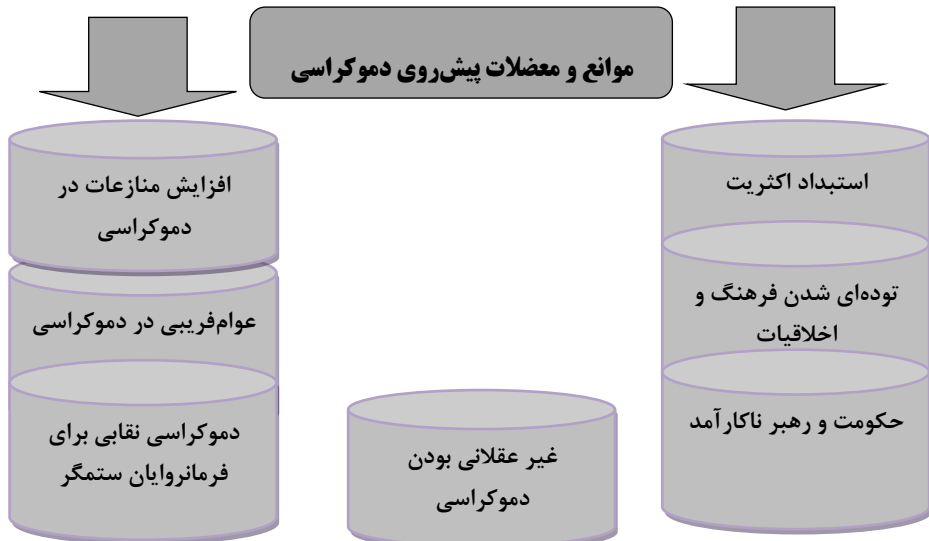 موانع و معضلات پیش‌روی دموکراسی
استبداد اکثریت
توده‌ای شدن فرهنگ و
اخلاقیات
حکومت و رهبر ناکارآمد
غیر عقلانی بودن
دموکراسی
افزایش منازعات در
دموکراسی
عوام‌فریبی در دموکراسی
دموکراسی نقابی برای
فرمانروایان ستمگر